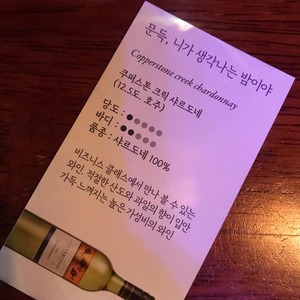 문득, 니가 생각나는 밤이야
Copperstone creek chardonnay
쿠퍼스톤 크릭 샤르도네
(12.5도, 호주)
당도 : ●●●●●
바디 : ●●●●●
품종 : 샤르도네 100%
비즈니스 클래스에서 만나 볼 수 있는
와인. 적절한 산도와 과일의 향이 입안
가득 느껴지는 높은 가성비의 와인